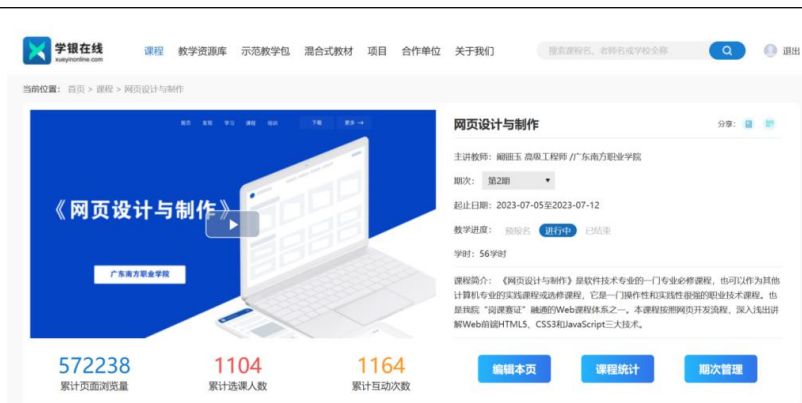 学银在线
xueyinonline.com
课程 教学资源库 示范教学包 混合式教材 项目 合作单位 关于我们
搜索课程名、老师名或学校全称
退出
当前位置： 首页 > 课程 > 网页设计与制作
首页 发现 学习 课程 培训 下载 更多 →
《网页设计与制作》
广东南方职业学院
572238
累计页面浏览量
1104
累计选课人数
1164
累计互动次数
网页设计与制作
分享：
主讲教师： 阚丽玉 高级工程师 /广东南方职业学院
期次： 第2期
起止日期： 2023-07-05至2023-07-12
教学进度： 预报名 进行中 已结束
学时： 56学时
课程简介： 《网页设计与制作》是软件技术专业的一门专业必修课程，也可以作为其他
计算机专业的实践课程或选修课程，它是一门操作性和实践性很强的职业技术课程。也
是我院“岗课赛证”融通的Web课程体系之一。本课程按照网页开发流程，深入浅出讲
解Web前端HTML5、CSS3和JavaScript三大技术。
编辑本页 课程统计 期次管理